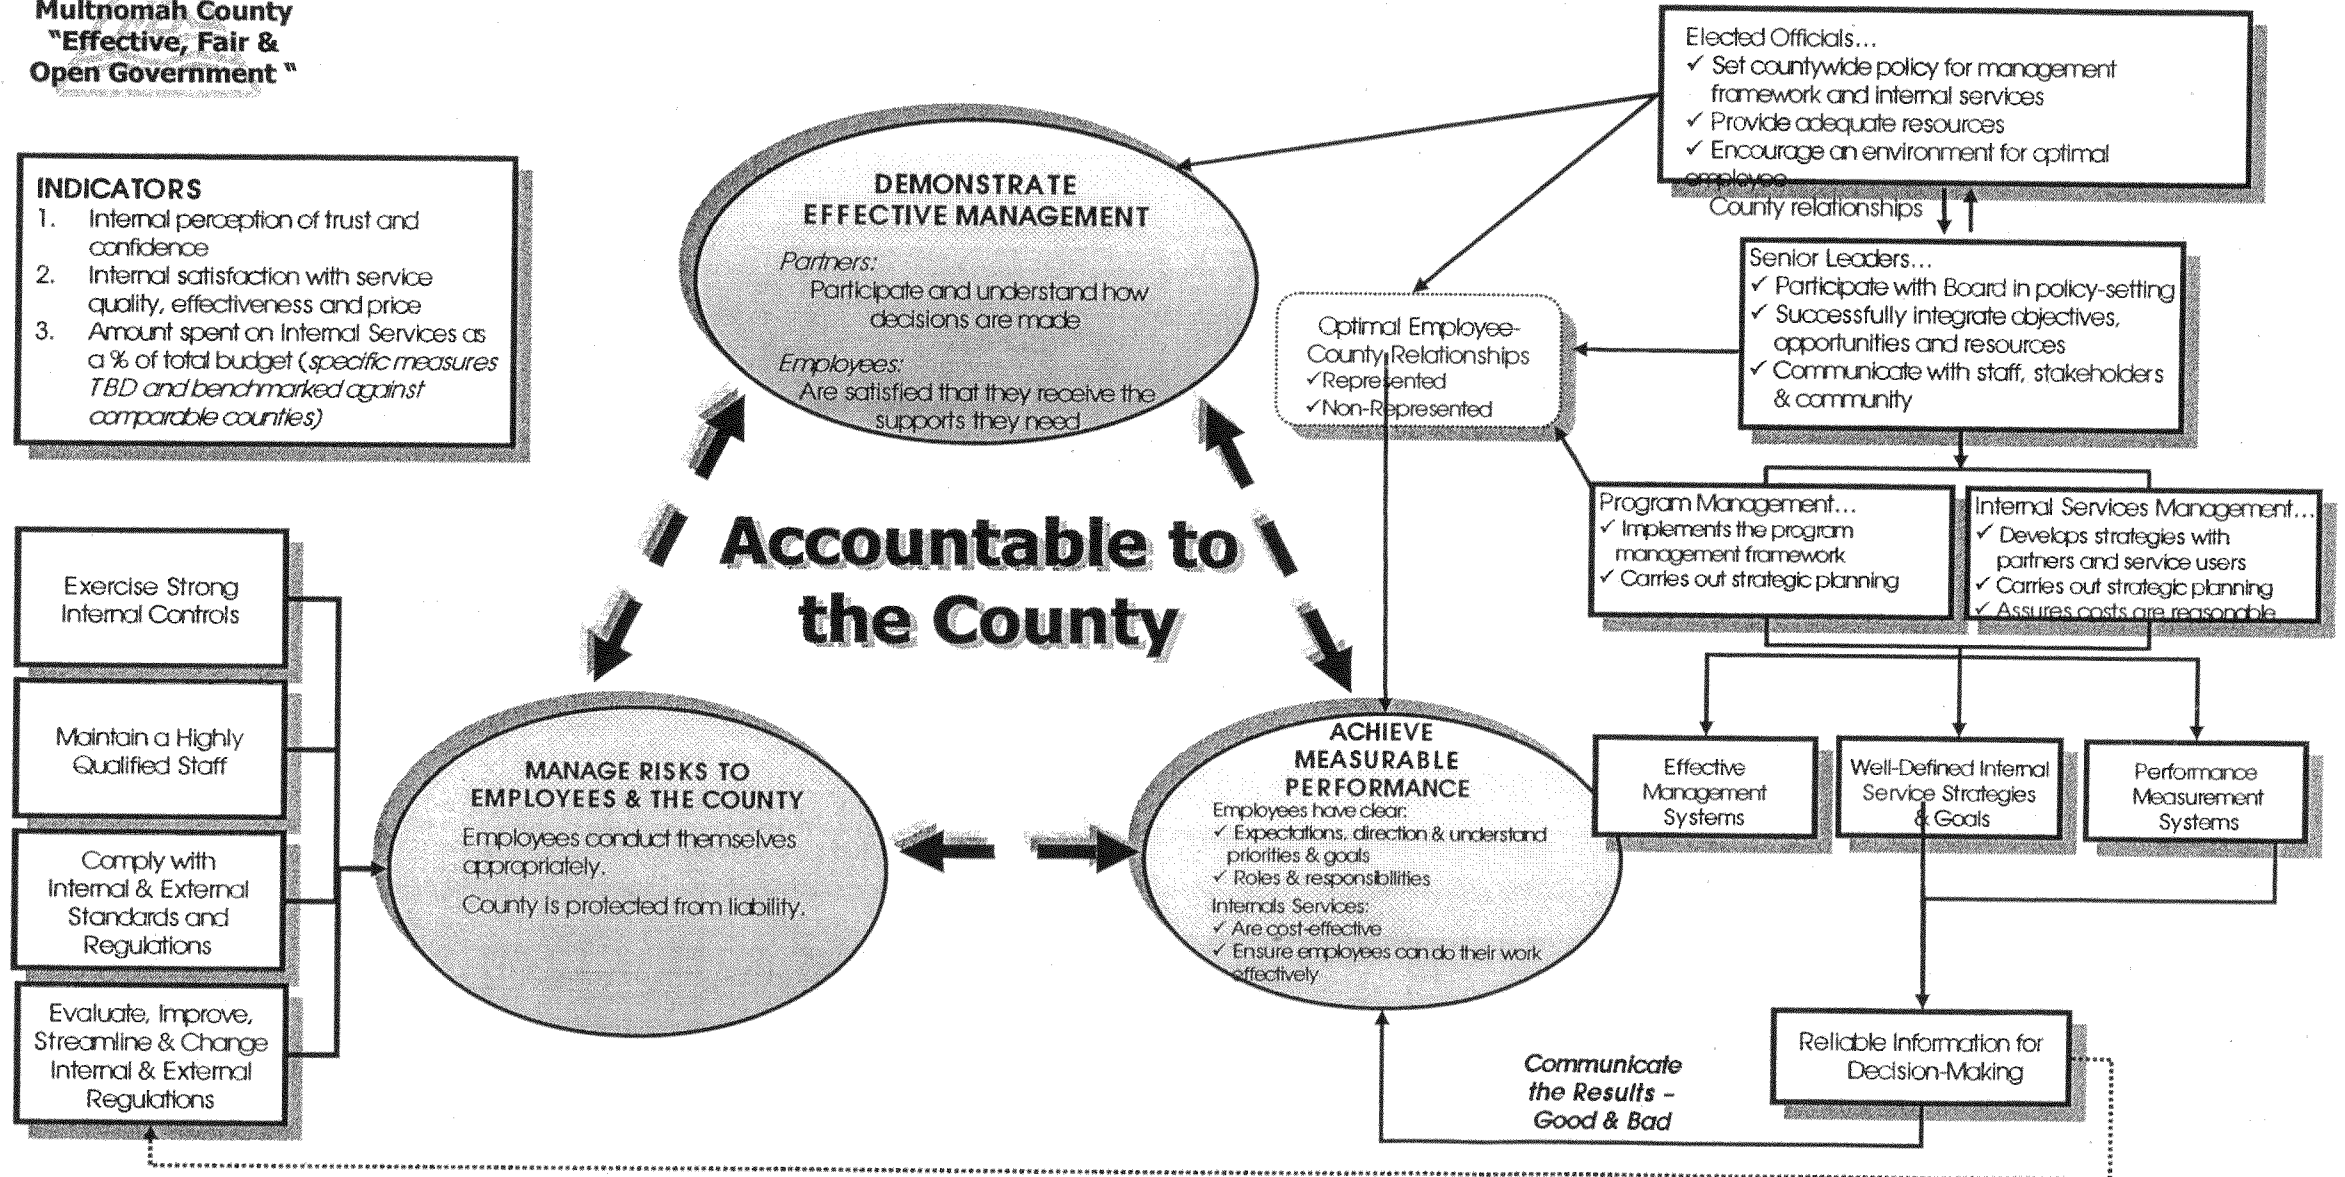 Multnomah County
"Effective, Fair &
Open Government "
INDICATORS
1. Internal perception of trust and
confidence
2. Internal satisfaction with service
quality, effectiveness and price
3. Amount spent on Internal Services as
a % of total budget (specific measures
TBD and benchmarked against
comparable counties)
DEMONSTRATE
EFFECTIVE MANAGEMENT
Partners:
Participate and understand how
decisions are made
Employees:
Are satisfied that they receive the
supports they need
Elected Officials...
✓ Set countywide policy for management
framework and internal services
✓ Provide adequate resources
✓ Encourage an environment for optimal
employee
County relationships
Optimal Employee-
County Relationships
✓Represented
✓Non-Represented
Senior Leaders...
✓ Participate with Board in policy-setting
✓ Successfully integrate objectives,
opportunities and resources
✓ Communicate with staff, stakeholders
& community
Program Management...
✓ Implements the program
management framework
✓ Carries out strategic planning
Internal Services Management...
✓ Develops strategies with
partners and service users
✓ Carries out strategic planning
✓ Assures costs are reasonable
Accountable to
the County
Exercise Strong
Internal Controls
Maintain a Highly
Qualified Staff
Comply with
Internal & External
Standards and
Regulations
Evaluate, Improve,
Streamline & Change
Internal & External
Regulations
MANAGE RISKS TO
EMPLOYEES & THE COUNTY
Employees conduct themselves
appropriately.
County is protected from liability.
ACHIEVE
MEASURABLE
PERFORMANCE
Employees have clear:
✓ Expectations, direction & understand
priorities & goals
✓ Roles & responsibilities
Internals Services:
✓ Are cost-effective
✓ Ensure employees can do their work
effectively
Effective
Management
Systems
Well-Defined Internal
Service Strategies
& Goals
Performance
Measurement
Systems
Reliable Information for
Decision-Making
Communicate
the Results –
Good & Bad